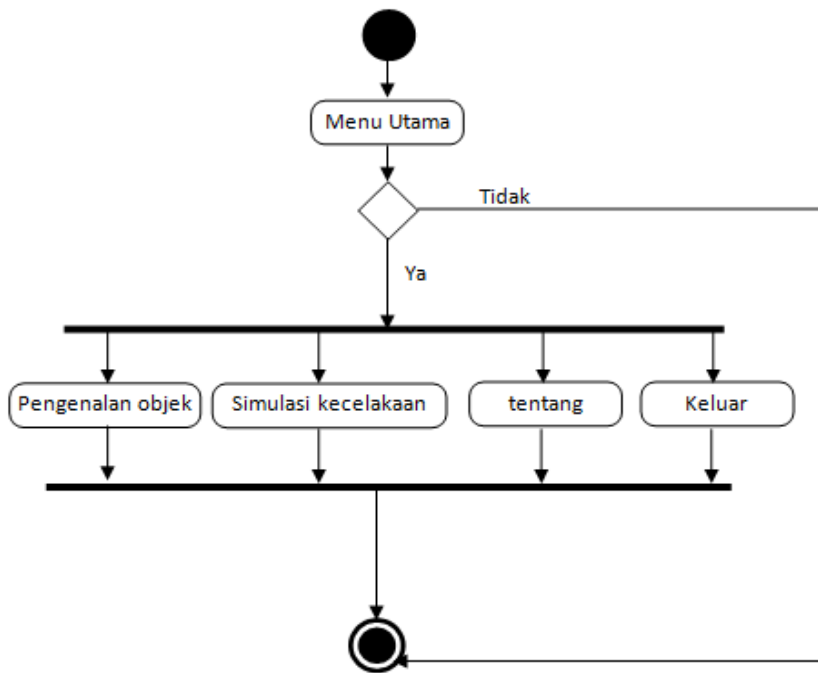 Menu Utama
Tidak
Ya
Pengenalan objek
Simulasi kecelakaan
tentang
Keluar